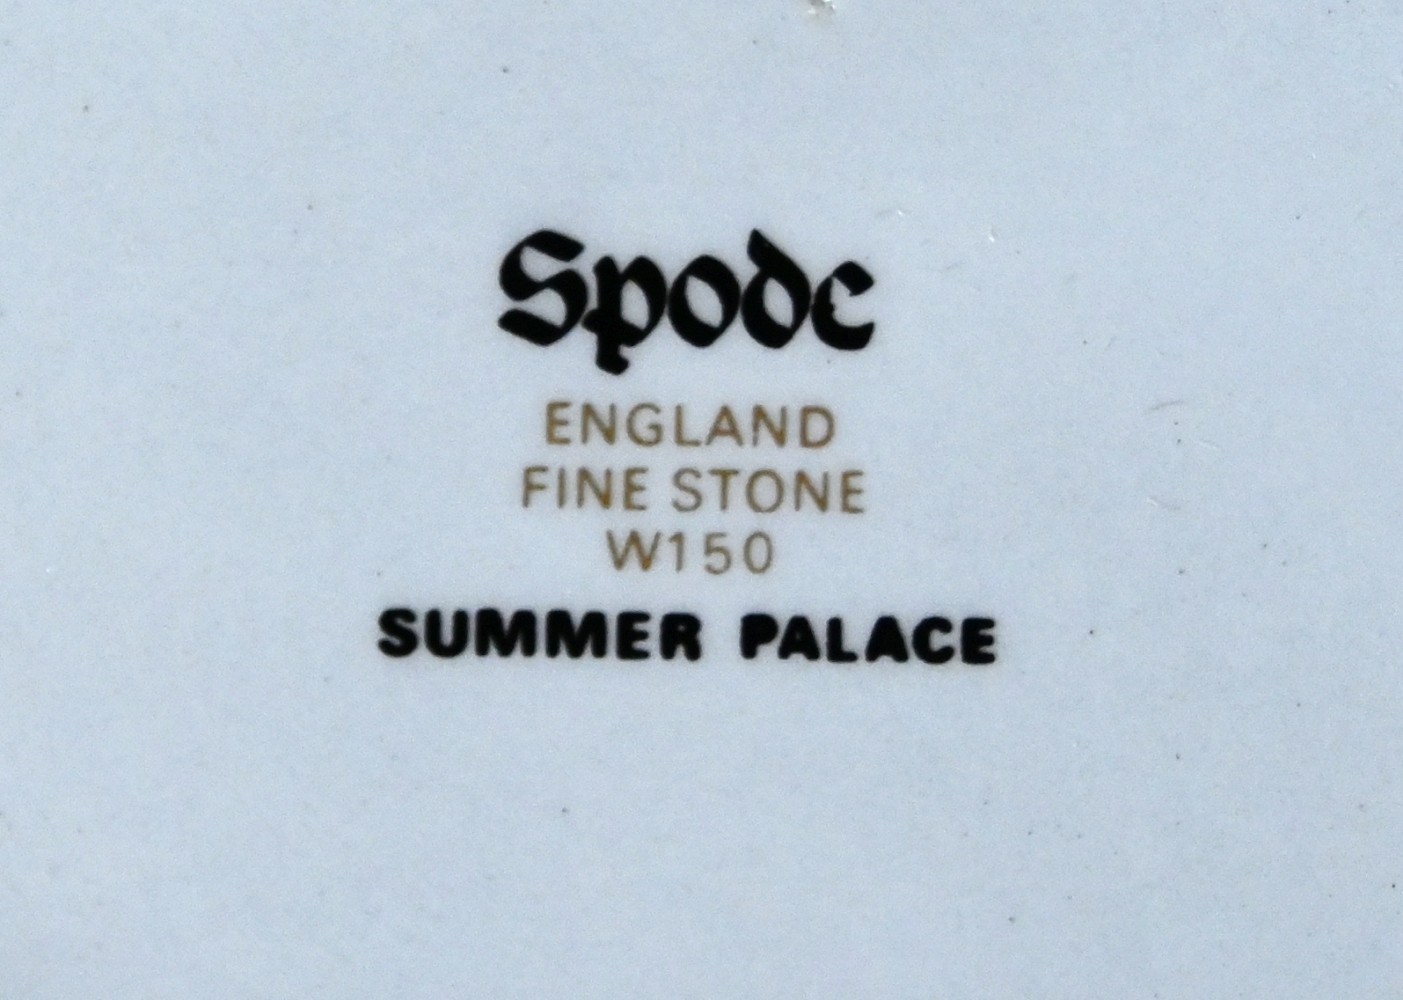 Spode
ENGLAND
FINE STONE
W150
SUMMER PALACE